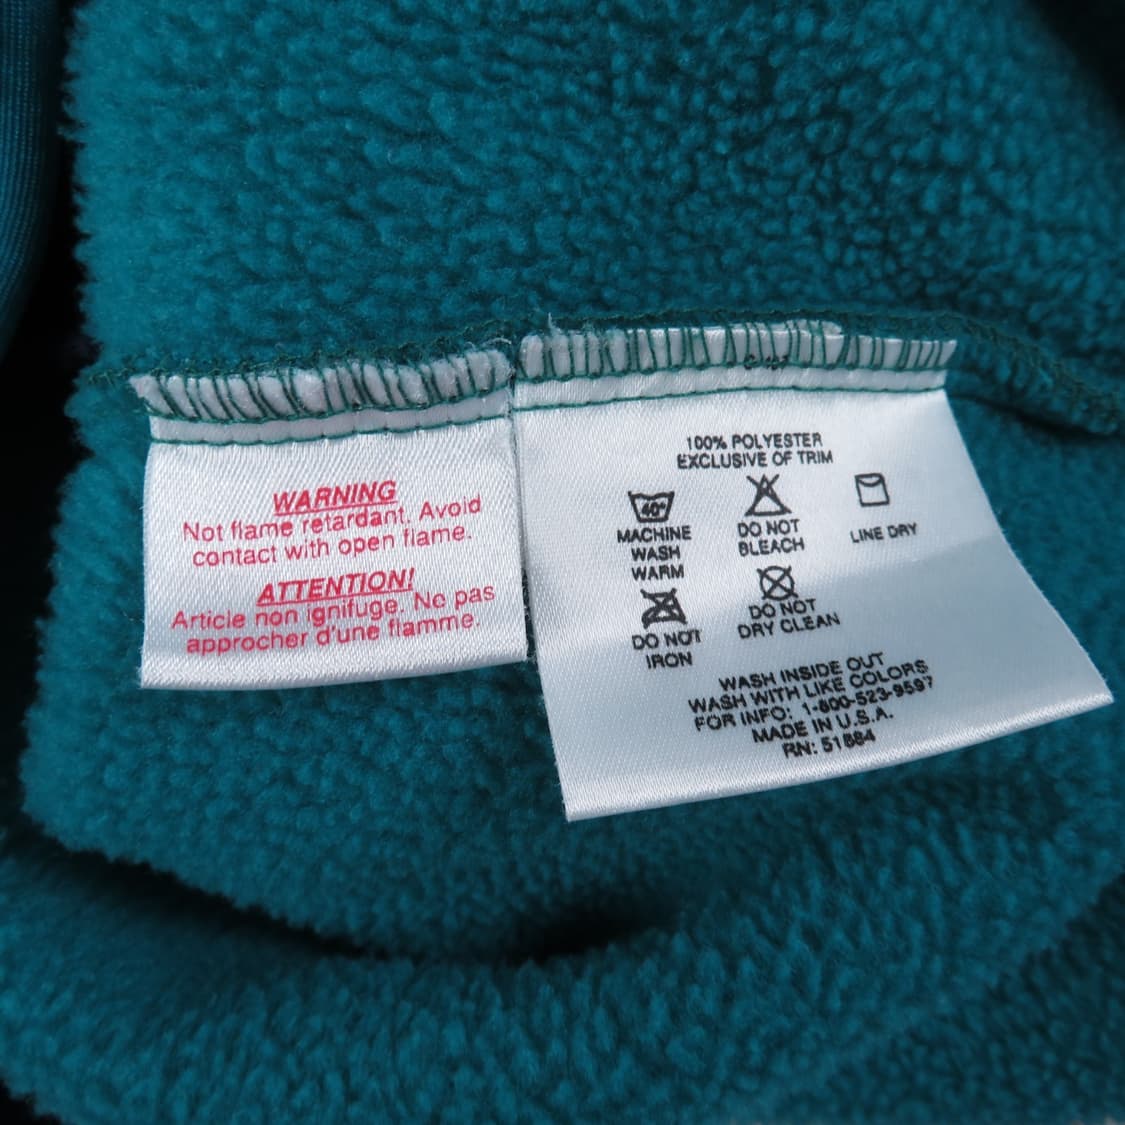 WARNING
Not flame retardant. Avoid
contact with open flame.
ATTENTION!
Article non ignifuge. Ne pas
approcher d'une flamme.
100% POLYESTER
EXCLUSIVE OF TRIM
40°
MACHINE
WASH
WARM
DO NOT
BLEACH
LINE DRY
DO NOT
IRON
DO NOT
DRY CLEAN
WASH INSIDE OUT
WASH WITH LIKE COLORS
FOR INFO: 1-800-523-9597
MADE IN U.S.A.
RN: 51884